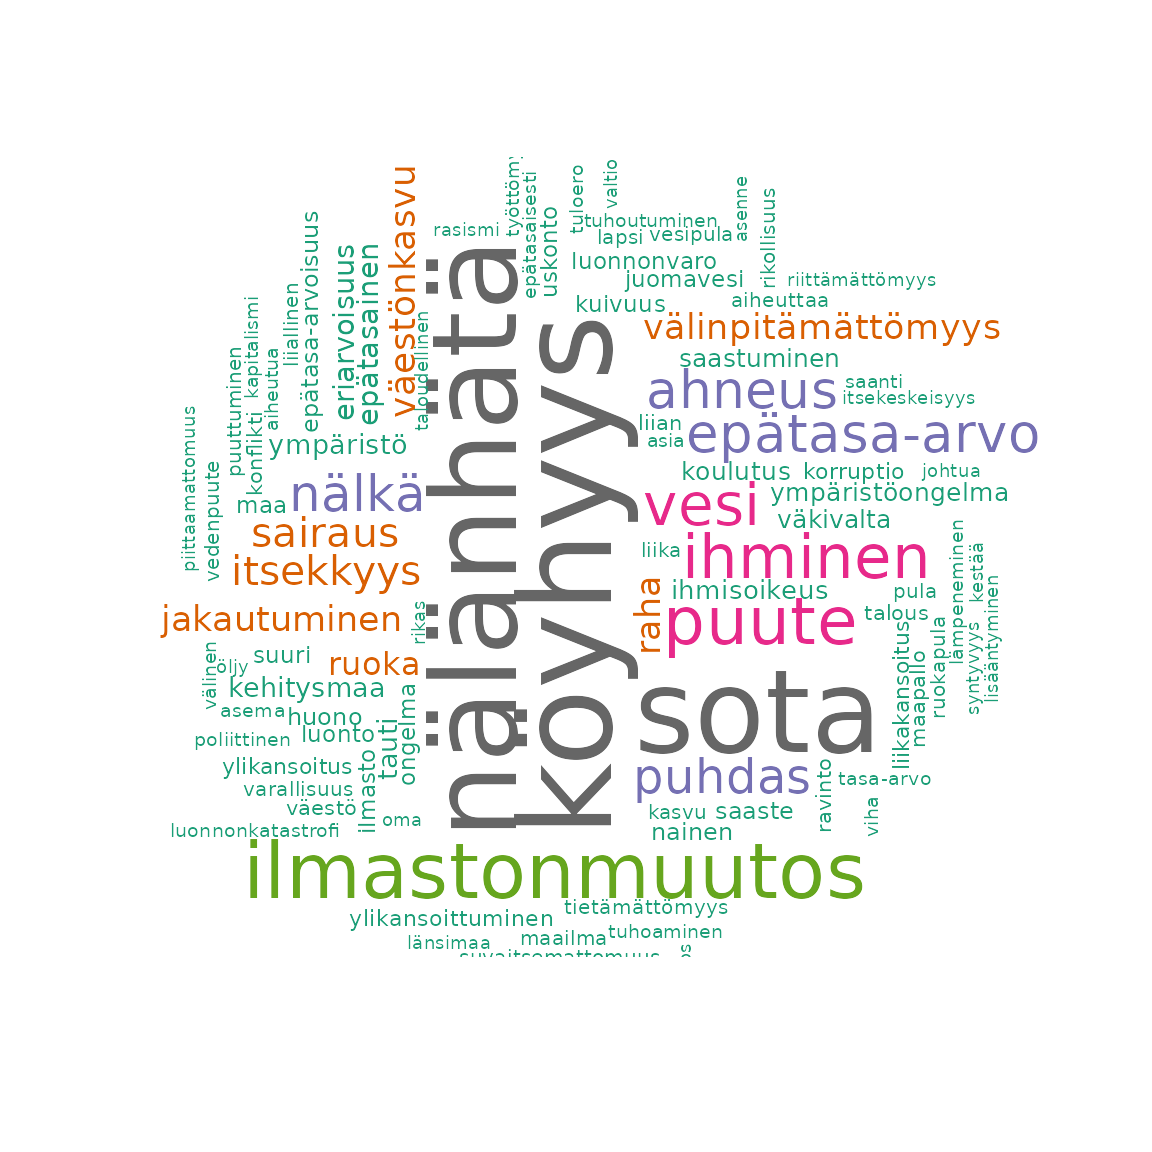 työttömy
valtio
tuloero
epätasaisesti
asenne
väestönkasvu
rikollisuus
uskonto
epätasa-arvoisuus
rasismi
tuhoutuminen
lapsi
vesipula
eriarvoisuus
epätasainen
nälänhätä
luonnonvaro
juomavesi
riittämättömyys
liiallinen
kapitalismi
kuivuus
aiheuttaa
taloudellinen
köyhyys
välinpitämättömyys
puuttuminen
aiheutua
saastuminen
ahneus
saanti
itsekeskeisyys
piittaamattomuus
konflikti
liian
asia
epätasa-arvo
ympäristö
vedenpuute
koulutus
korruptio
johtua
nälkä
maa
vesi
ympäristöongelma
väkivalta
sairaus
lämpeneminen
liika
ihminen
kestää
itsekkyys
raha
ihmisoikeus
pula
lisääntyminen
jakautuminen
rikas
puute
talous
ruokapula
syntyvyys
liikakansoitus
maapallo
välinen
öljy
suuri
ruoka
kehitysmaa
ongelma
sota
asema
huono
tauti
poliittinen
luonto
ilmasto
ylikansoitus
puhdas
ravinto
tasa-arvo
varallisuus
väestö
oma
kasvu
saaste
viha
luonnonkatastrofi
nainen
ilmastonmuutos
ylikansoittuminen
tietämättömyys
länsimaa
maailma
tuhoaminen
suvaitsemattomuus